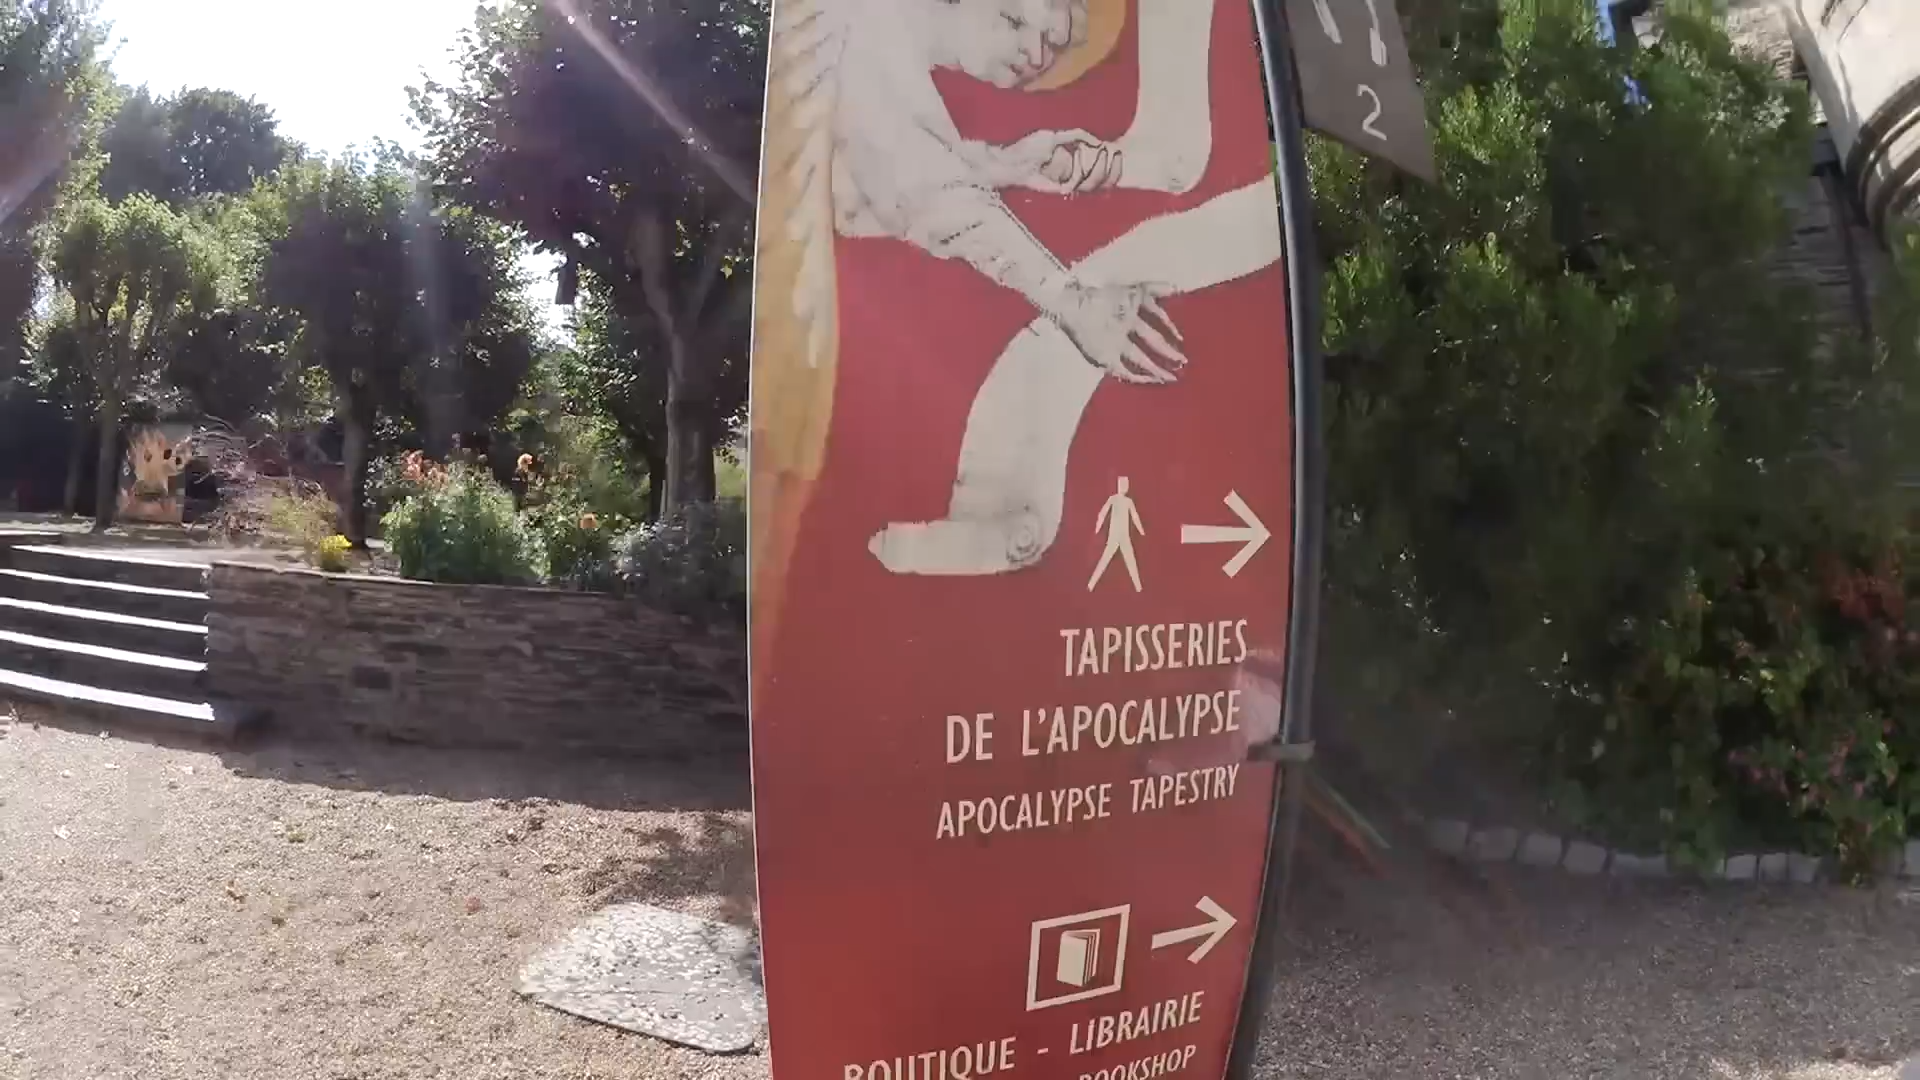 2
TAPISSERIES
DE L'APOCALYPSE
APOCALYPSE TAPESTRY
BOUTIQUE - LIBRAIRIE
BOOKSHOP